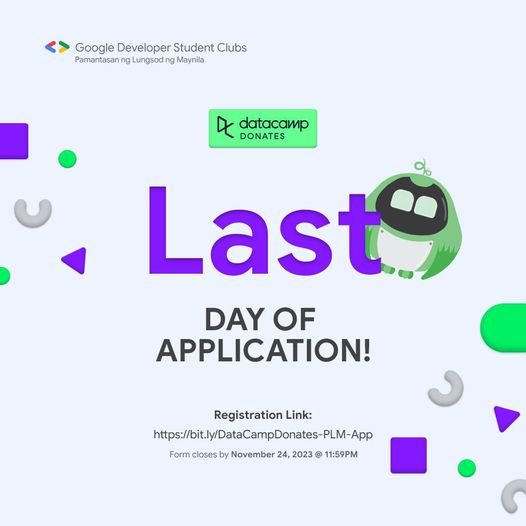 Google Developer Student Clubs
Pamantasan ng Lungsod ng Maynila
datacamp
DONATES
Last
DAY OF
APPLICATION!
Registration Link:
https://bit.ly/DataCampDonates-PLM-App
Form closes by November 24, 2023 @ 11:59PM